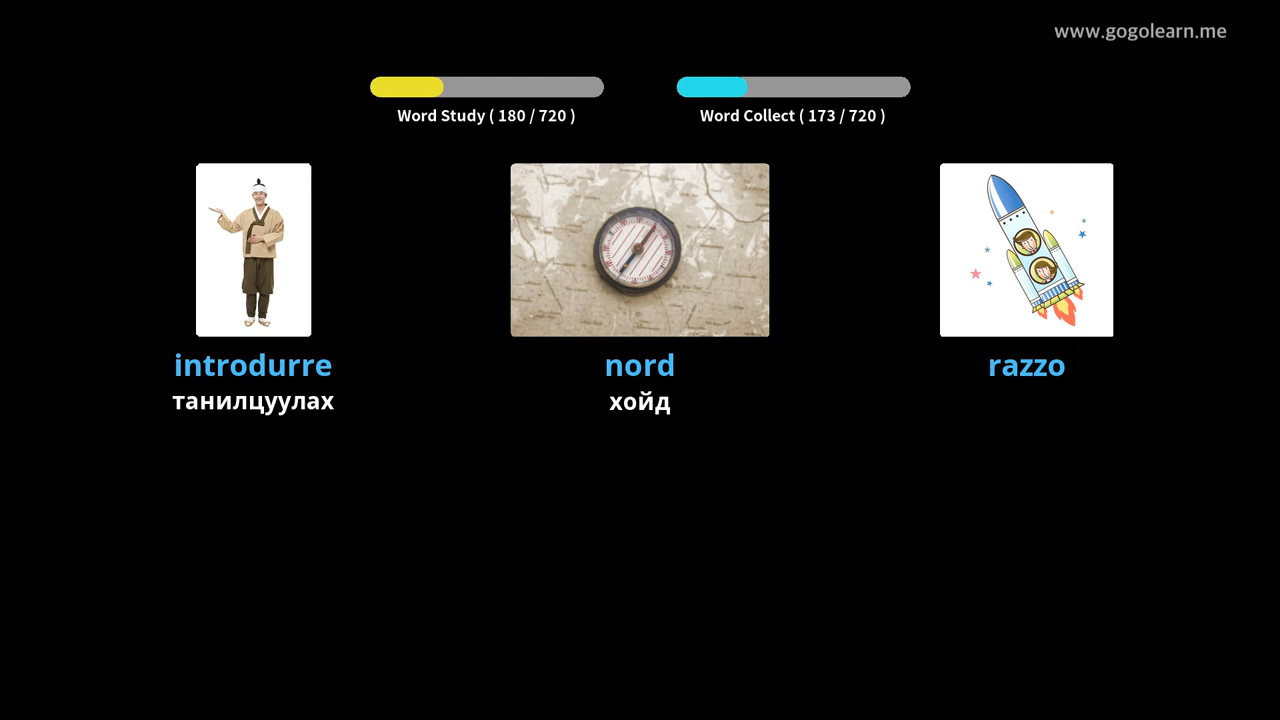 www.gogolearn.me
Word Study ( 180 / 720 )
Word Collect ( 173 / 720 )
introdurre
танилцуулах
nord
хойд
razzo